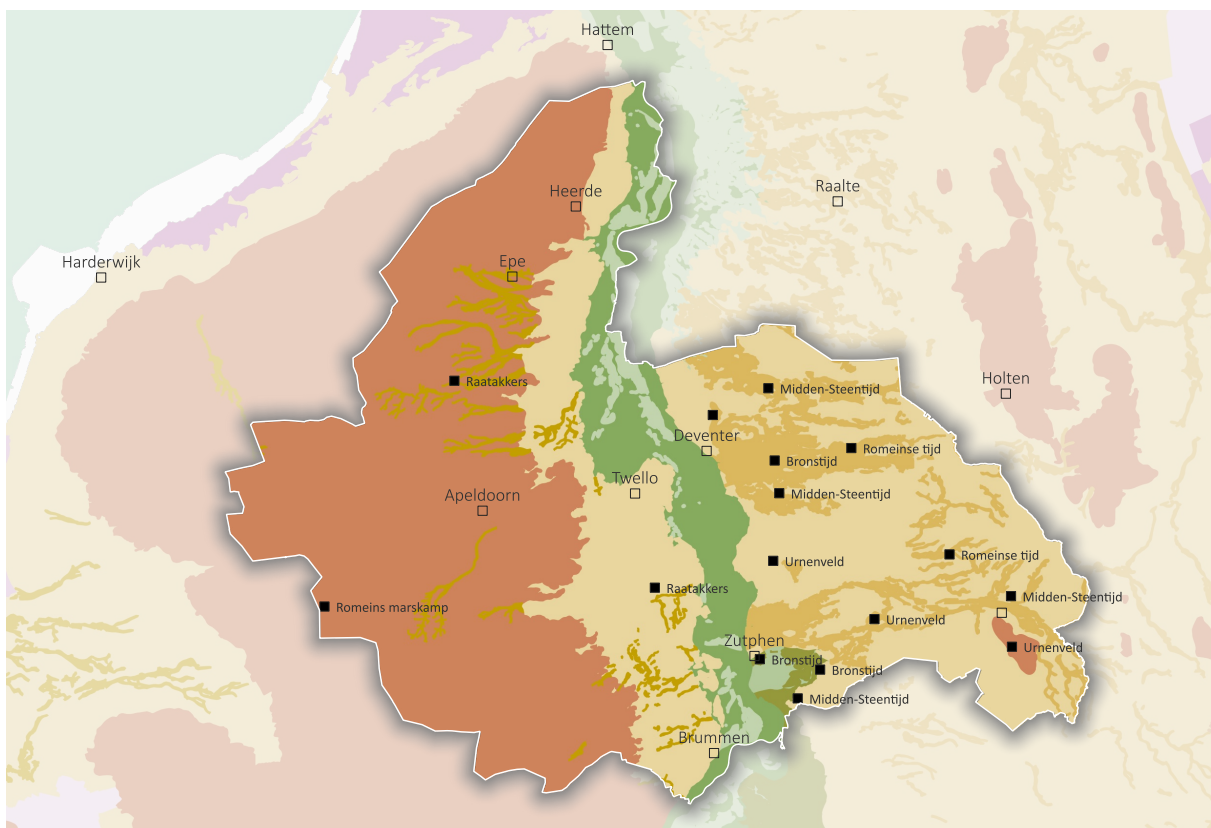 Hattem
Heerde
Raalte
Harderwijk
Epe
Raatakkers
Midden-Steentijd
Holten
Deventer
Romeinse tijd
Bronstijd
Twello
Apeldoorn
Midden-Steentijd
Urnenveld
Romeinse tijd
Raatakkers
Romeins marskamp
Midden-Steentijd
Urnenveld
Zutphen
Urnenveld
Bronstijd
Bronstijd
Midden-Steentijd
Brummen